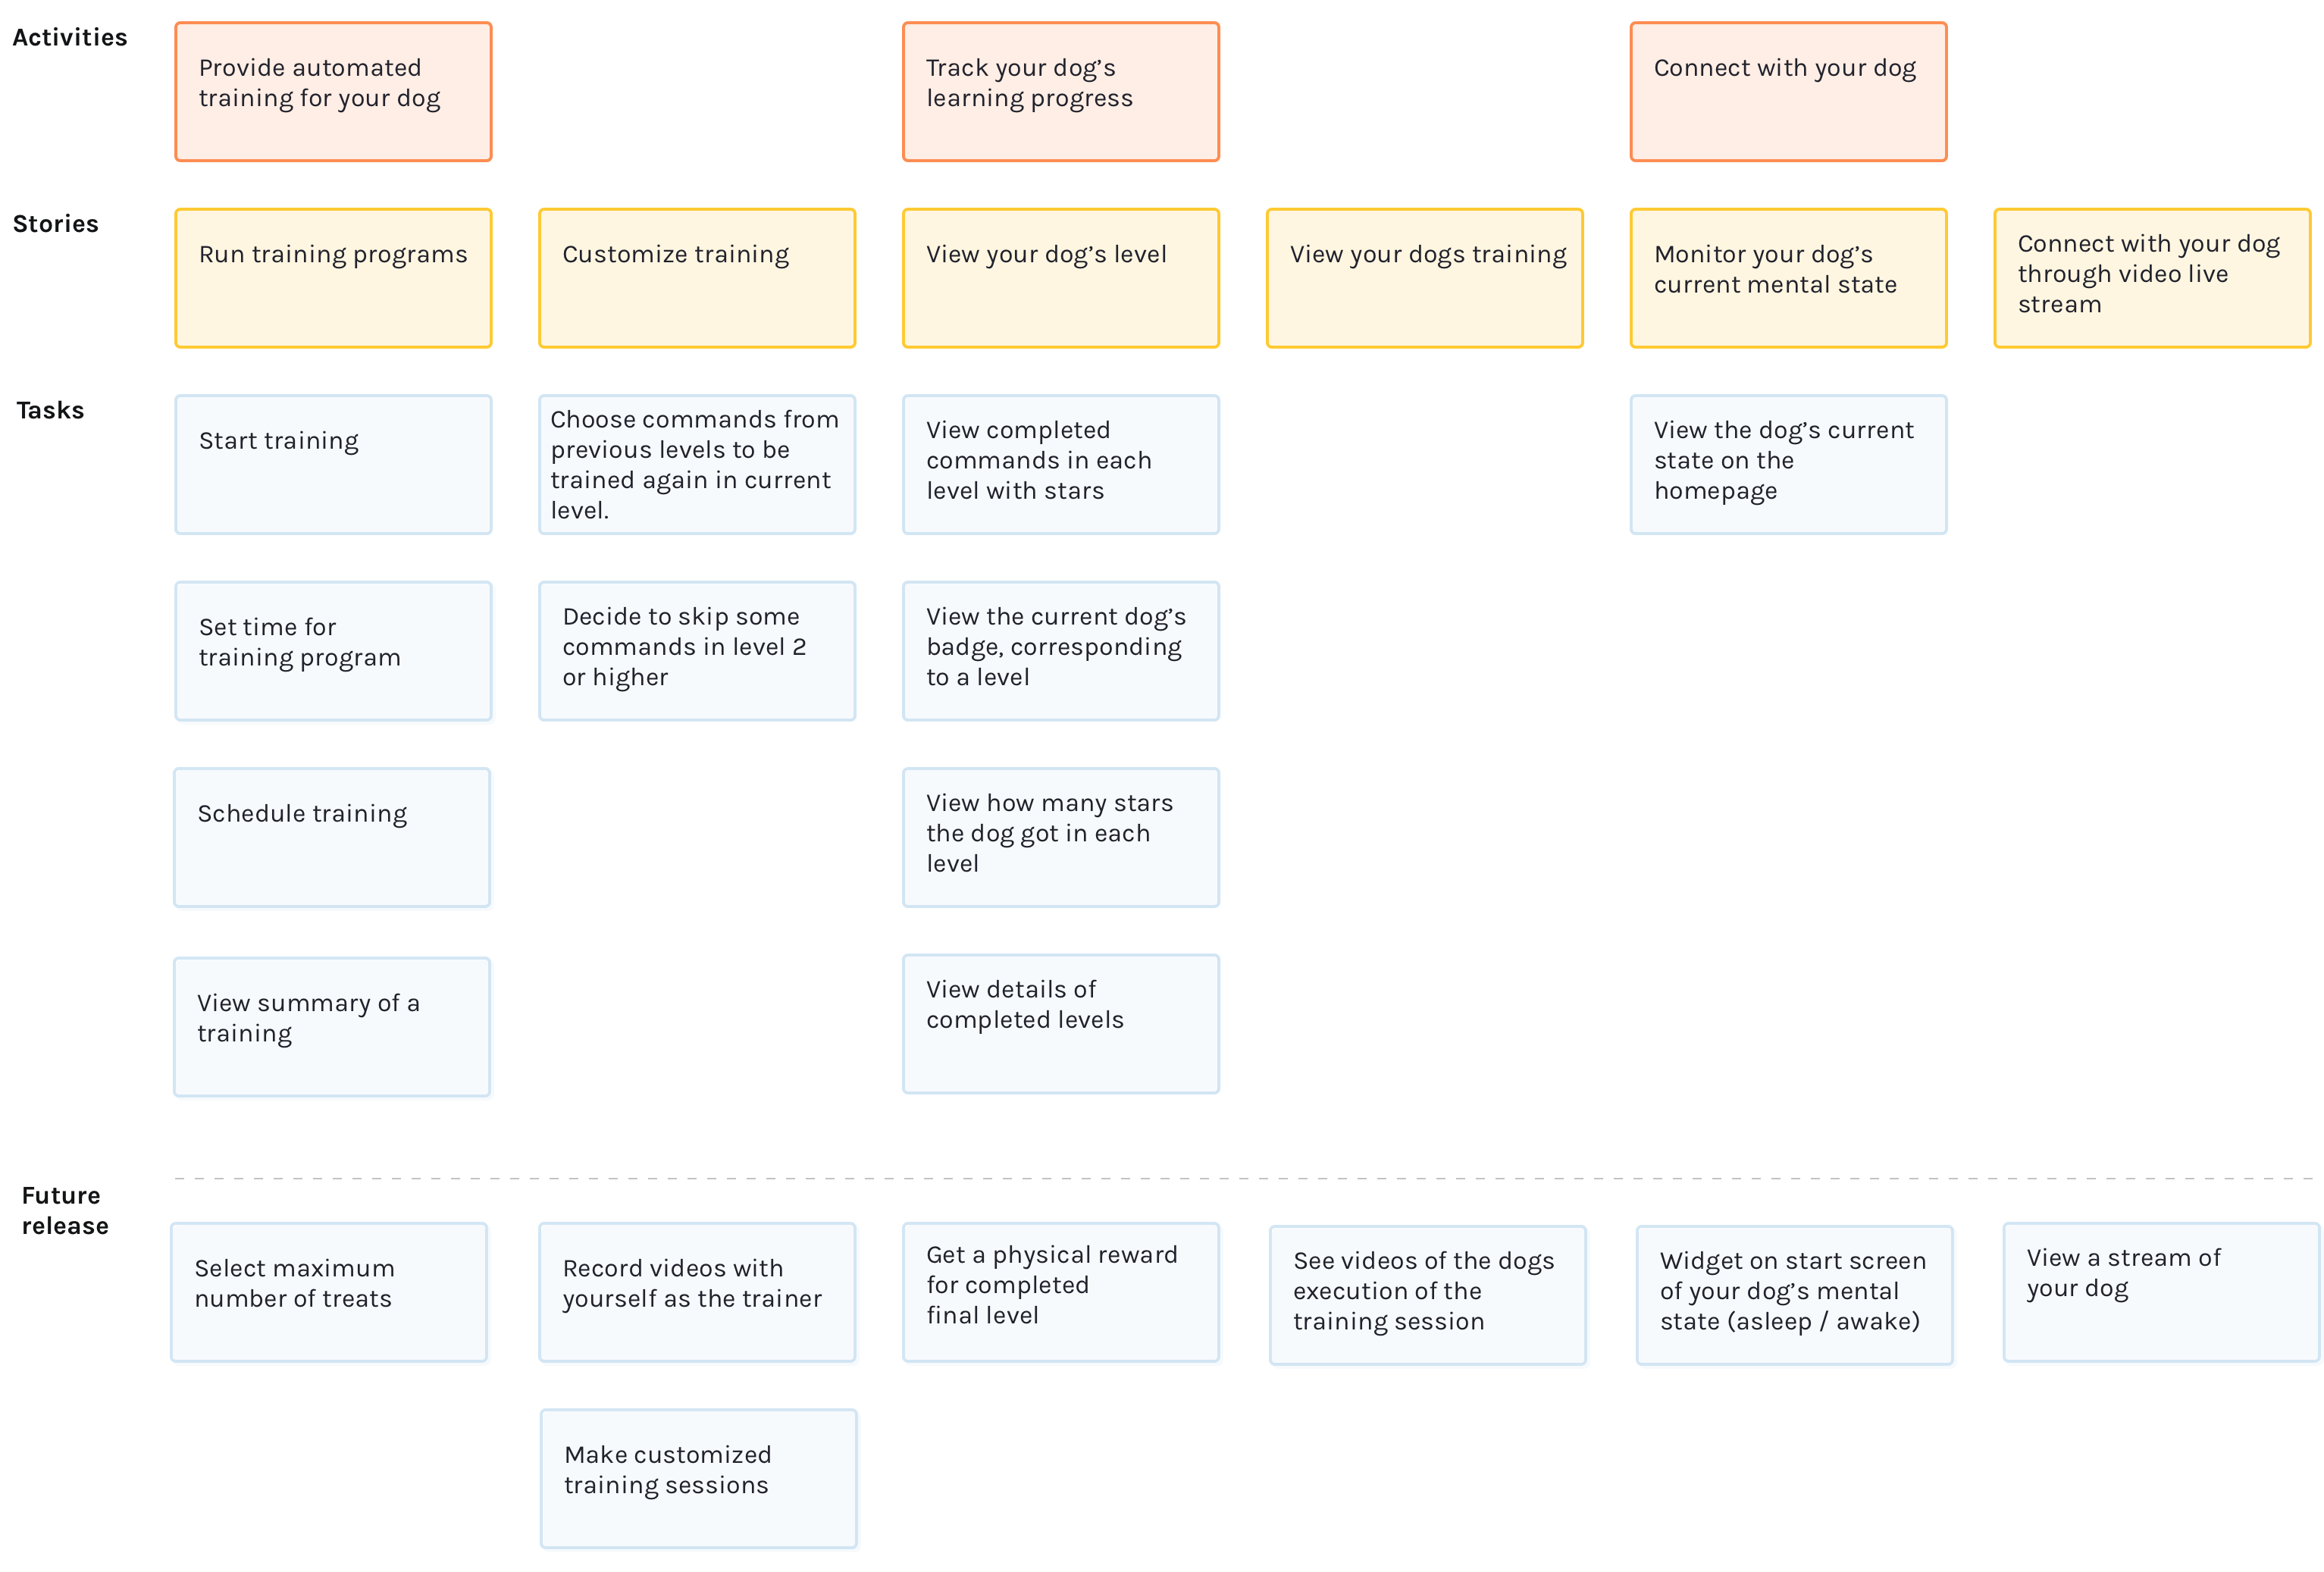 Activities
Provide automated
training for your dog
Track your dog’s
learning progress
Connect with your dog
Stories
Run training programs
Customize training
View your dog’s level
View your dogs training
Monitor your dog’s
current mental state
Connect with your dog
through video live
stream
Tasks
Start training
Choose commands from
previous levels to be
trained again in current
level.
View completed
commands in each
level with stars
View the dog’s current
state on the
homepage
Set time for
training program
Decide to skip some
commands in level 2
or higher
View the current dog’s
badge, corresponding
to a level
Schedule training
View how many stars
the dog got in each
level
View summary of a
training
View details of
completed levels
Future
release
Select maximum
number of treats
Record videos with
yourself as the trainer
Get a physical reward
for completed
final level
See videos of the dogs
execution of the
training session
Widget on start screen
of your dog’s mental
state (asleep / awake)
View a stream of
your dog
Make customized
training sessions